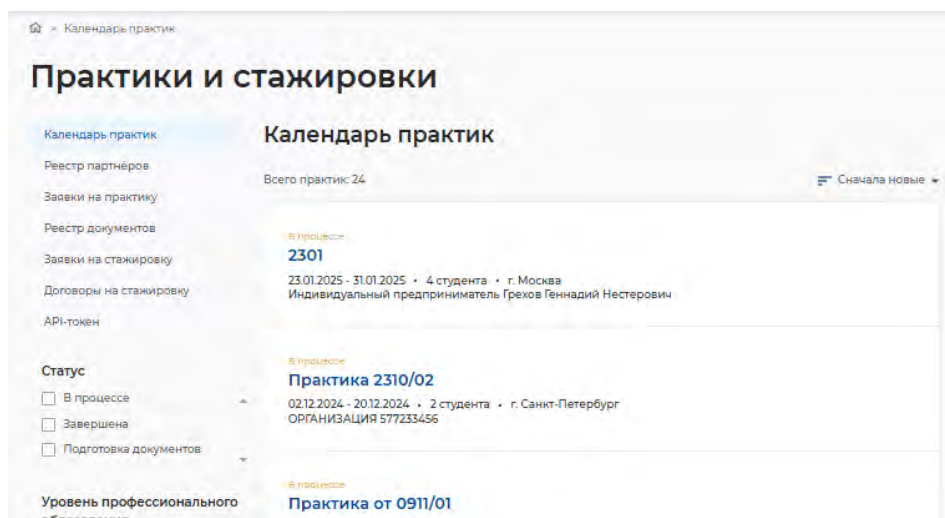 > Календарь практик
Практики и стажировки
Календарь практик
Реестр партнёров
Заявки на практику
Реестр документов
Заявки на стажировку
Договоры на стажировку
API-токен
Статус
В процессе
Завершена
Подготовка документов
Уровень профессионального
образования
Календарь практик
Всего практик: 24
Сначала новые
В процессе
2301
23.01.2025 - 31.01.2025 • 4 студента • г. Москва
Индивидуальный предприниматель Грехов Геннадий Нестерович
В процессе
Практика 2310/02
02.12.2024 - 20.12.2024 • 2 студента • г. Санкт-Петербург
ОРГАНИЗАЦИЯ 577233456
В процессе
Практика от 0911/01